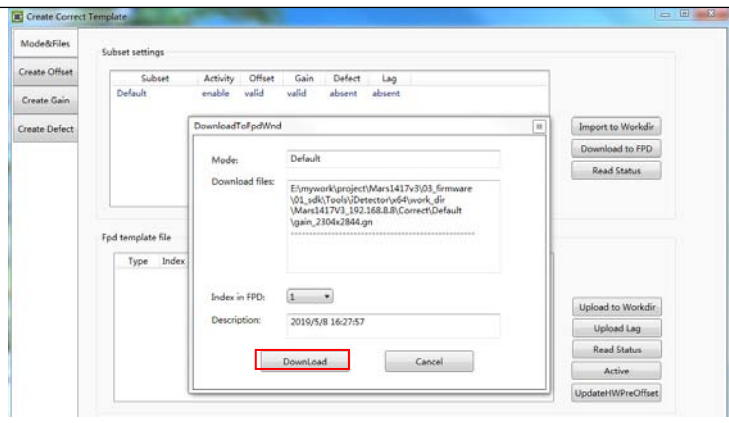 Create Correct Template
Mode&Files
Create Offset
Create Gain
Create Defect
Subset settings
Subset Activity Offset Gain Defect Lag
Default enable valid valid absent absent
Import to Workdir
Download to FPD
Read Status
DownloadToFpdWnd
Mode: Default
Download files:
E:\mywork\project\Mars1417v3\03_firmware
\01_sdk\Tools\iDetector\x64\work_dir
\Mars1417V3_192.168.8.8\Correct\Default
\gain_2304x2844.gn
------------------------------------------------
Index in FPD: 1
Description: 2019/5/8 16:27:57
DownLoad
Cancel
Fpd template file
Type Index
Upload to Workdir
Upload Lag
Read Status
Active
UpdateHWPreOffset